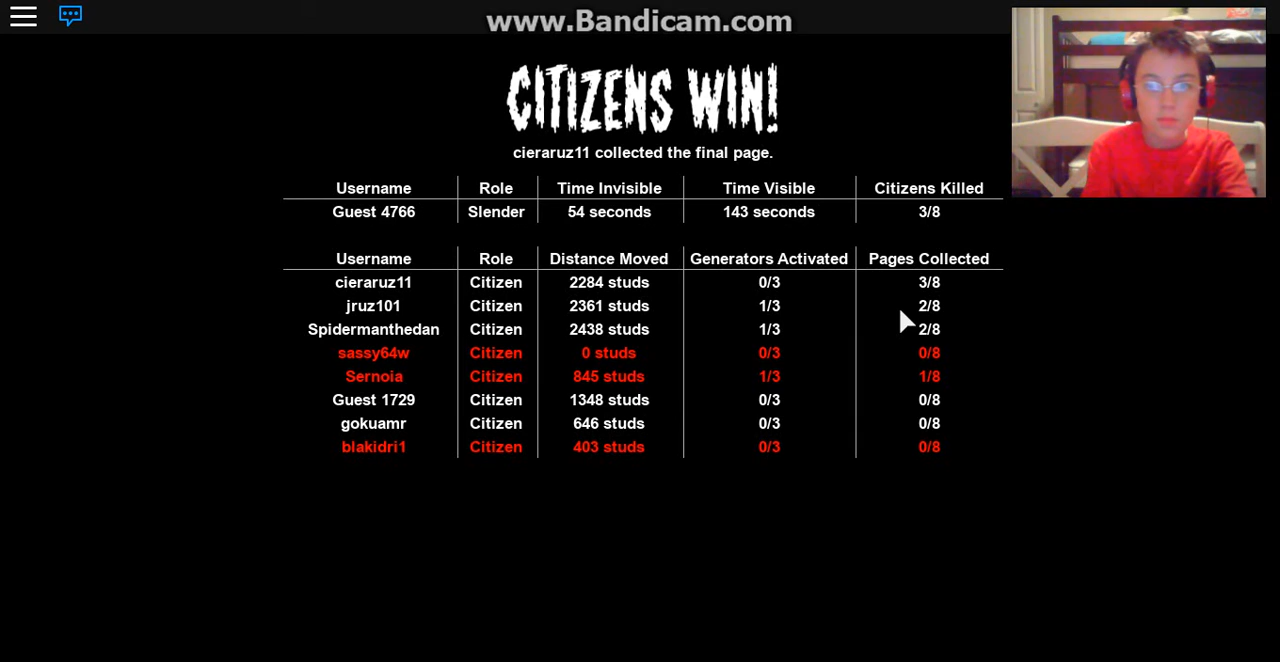 www.Bandicam.com
CITIZENS WIN!
cieraruz11 collected the final page.
Username Role Time Invisible Time Visible Citizens Killed
Guest 4766 Slender 54 seconds 143 seconds 3/8
Username Role Distance Moved Generators Activated Pages Collected
cieraruz11 Citizen 2284 studs 0/3 3/8
jruz101 Citizen 2361 studs 1/3 2/8
Spidermanthedan Citizen 2438 studs 1/3 2/8
sassy64w Citizen 0 studs 0/3 0/8
Sernoia Citizen 845 studs 1/3 1/8
Guest 1729 Citizen 1348 studs 0/3 0/8
gokuamr Citizen 646 studs 0/3 0/8
blakidri1 Citizen 403 studs 0/3 0/8